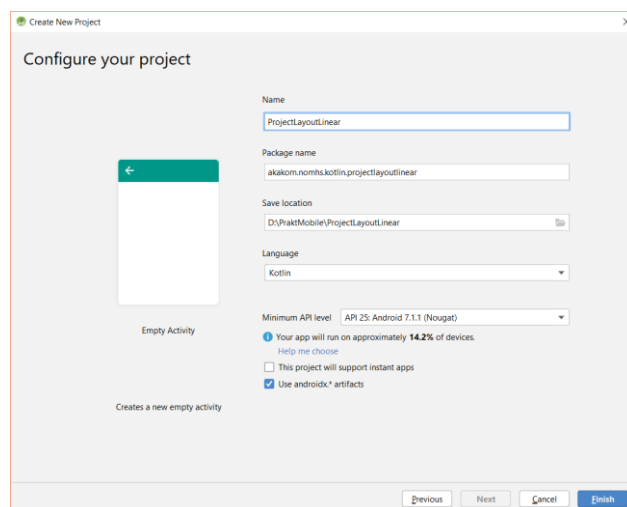 Create New Project
Configure your project
Name
ProjectLayoutLinear
Package name
akakom.nomhs.kotlin.projectlayoutlinear
Save location
D:\PraktMobile\ProjectLayoutLinear
Language
Kotlin
Minimum API level API 25: Android 7.1.1 (Nougat)
Empty Activity
Your app will run on approximately 14.2% of devices.
Help me choose
This project will support instant apps
Use androidx.* artifacts
Creates a new empty activity
Previous Next Cancel Finish